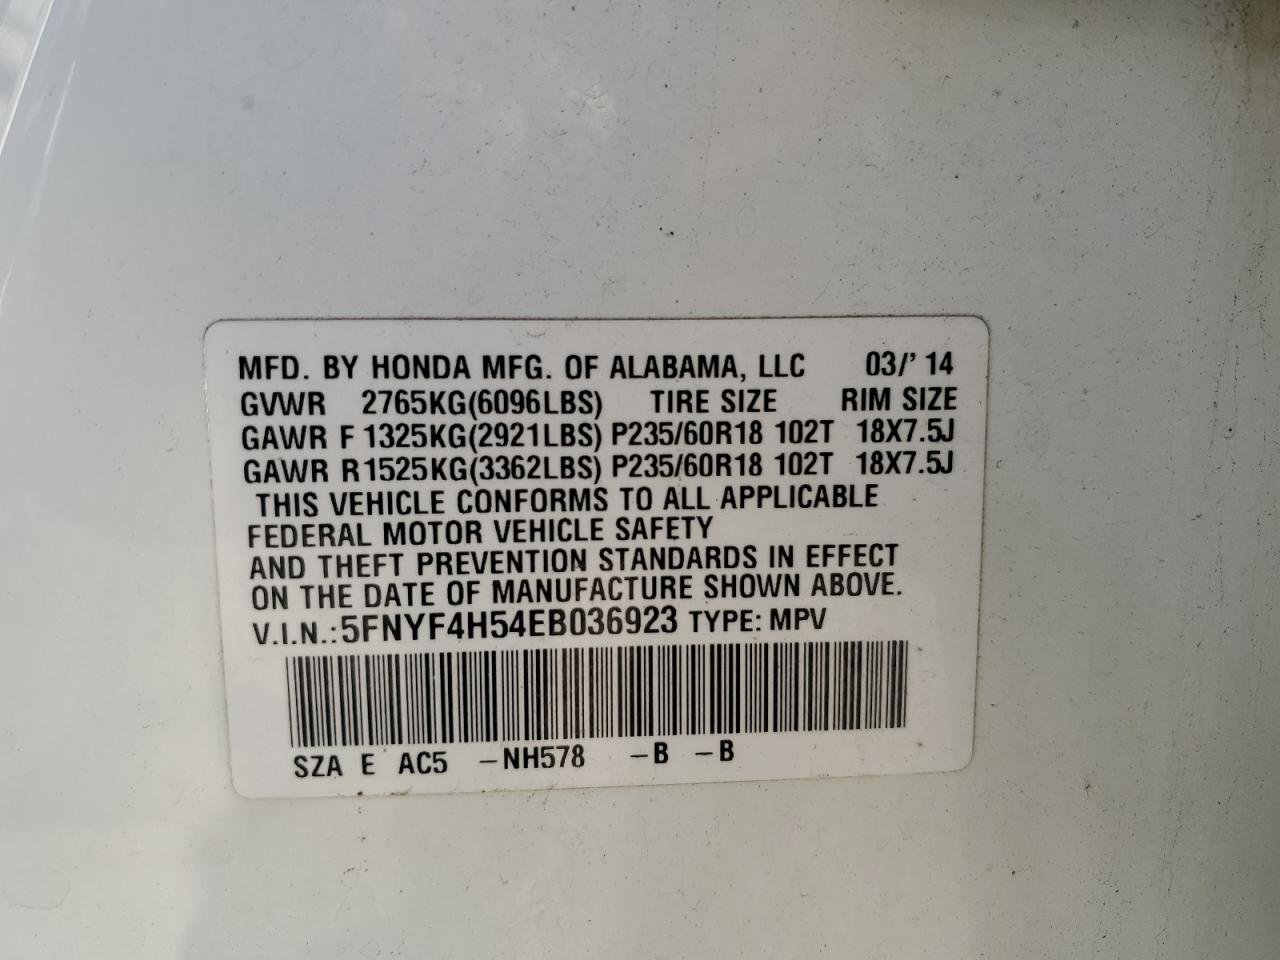 MFD. BY HONDA MFG. OF ALABAMA, LLC 03/' 14
GVWR 2765KG(6096LBS) TIRE SIZE RIM SIZE
GAWR F 1325KG(2921LBS) P235/60R18 102T 18X7.5J
GAWR R 1525KG(3362LBS) P235/60R18 102T 18X7.5J
THIS VEHICLE CONFORMS TO ALL APPLICABLE
FEDERAL MOTOR VEHICLE SAFETY
AND THEFT PREVENTION STANDARDS IN EFFECT
ON THE DATE OF MANUFACTURE SHOWN ABOVE.
V.I.N.:5FNYF4H54EB036923 TYPE: MPV
SZA E AC5 -NH578 -B -B